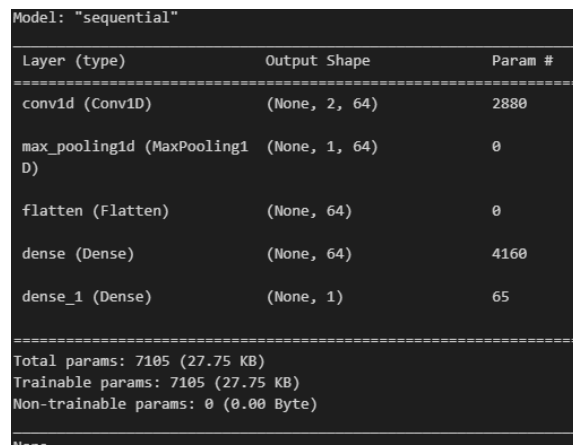 Model: "sequential"
Layer (type) Output Shape Param #
conv1d (Conv1D) (None, 2, 64) 2880
max_pooling1d (MaxPooling1 (None, 1, 64) 0
D)
flatten (Flatten) (None, 64) 0
dense (Dense) (None, 64) 4160
dense_1 (Dense) (None, 1) 65
Total params: 7105 (27.75 KB)
Trainable params: 7105 (27.75 KB)
Non-trainable params: 0 (0.00 Byte)
None